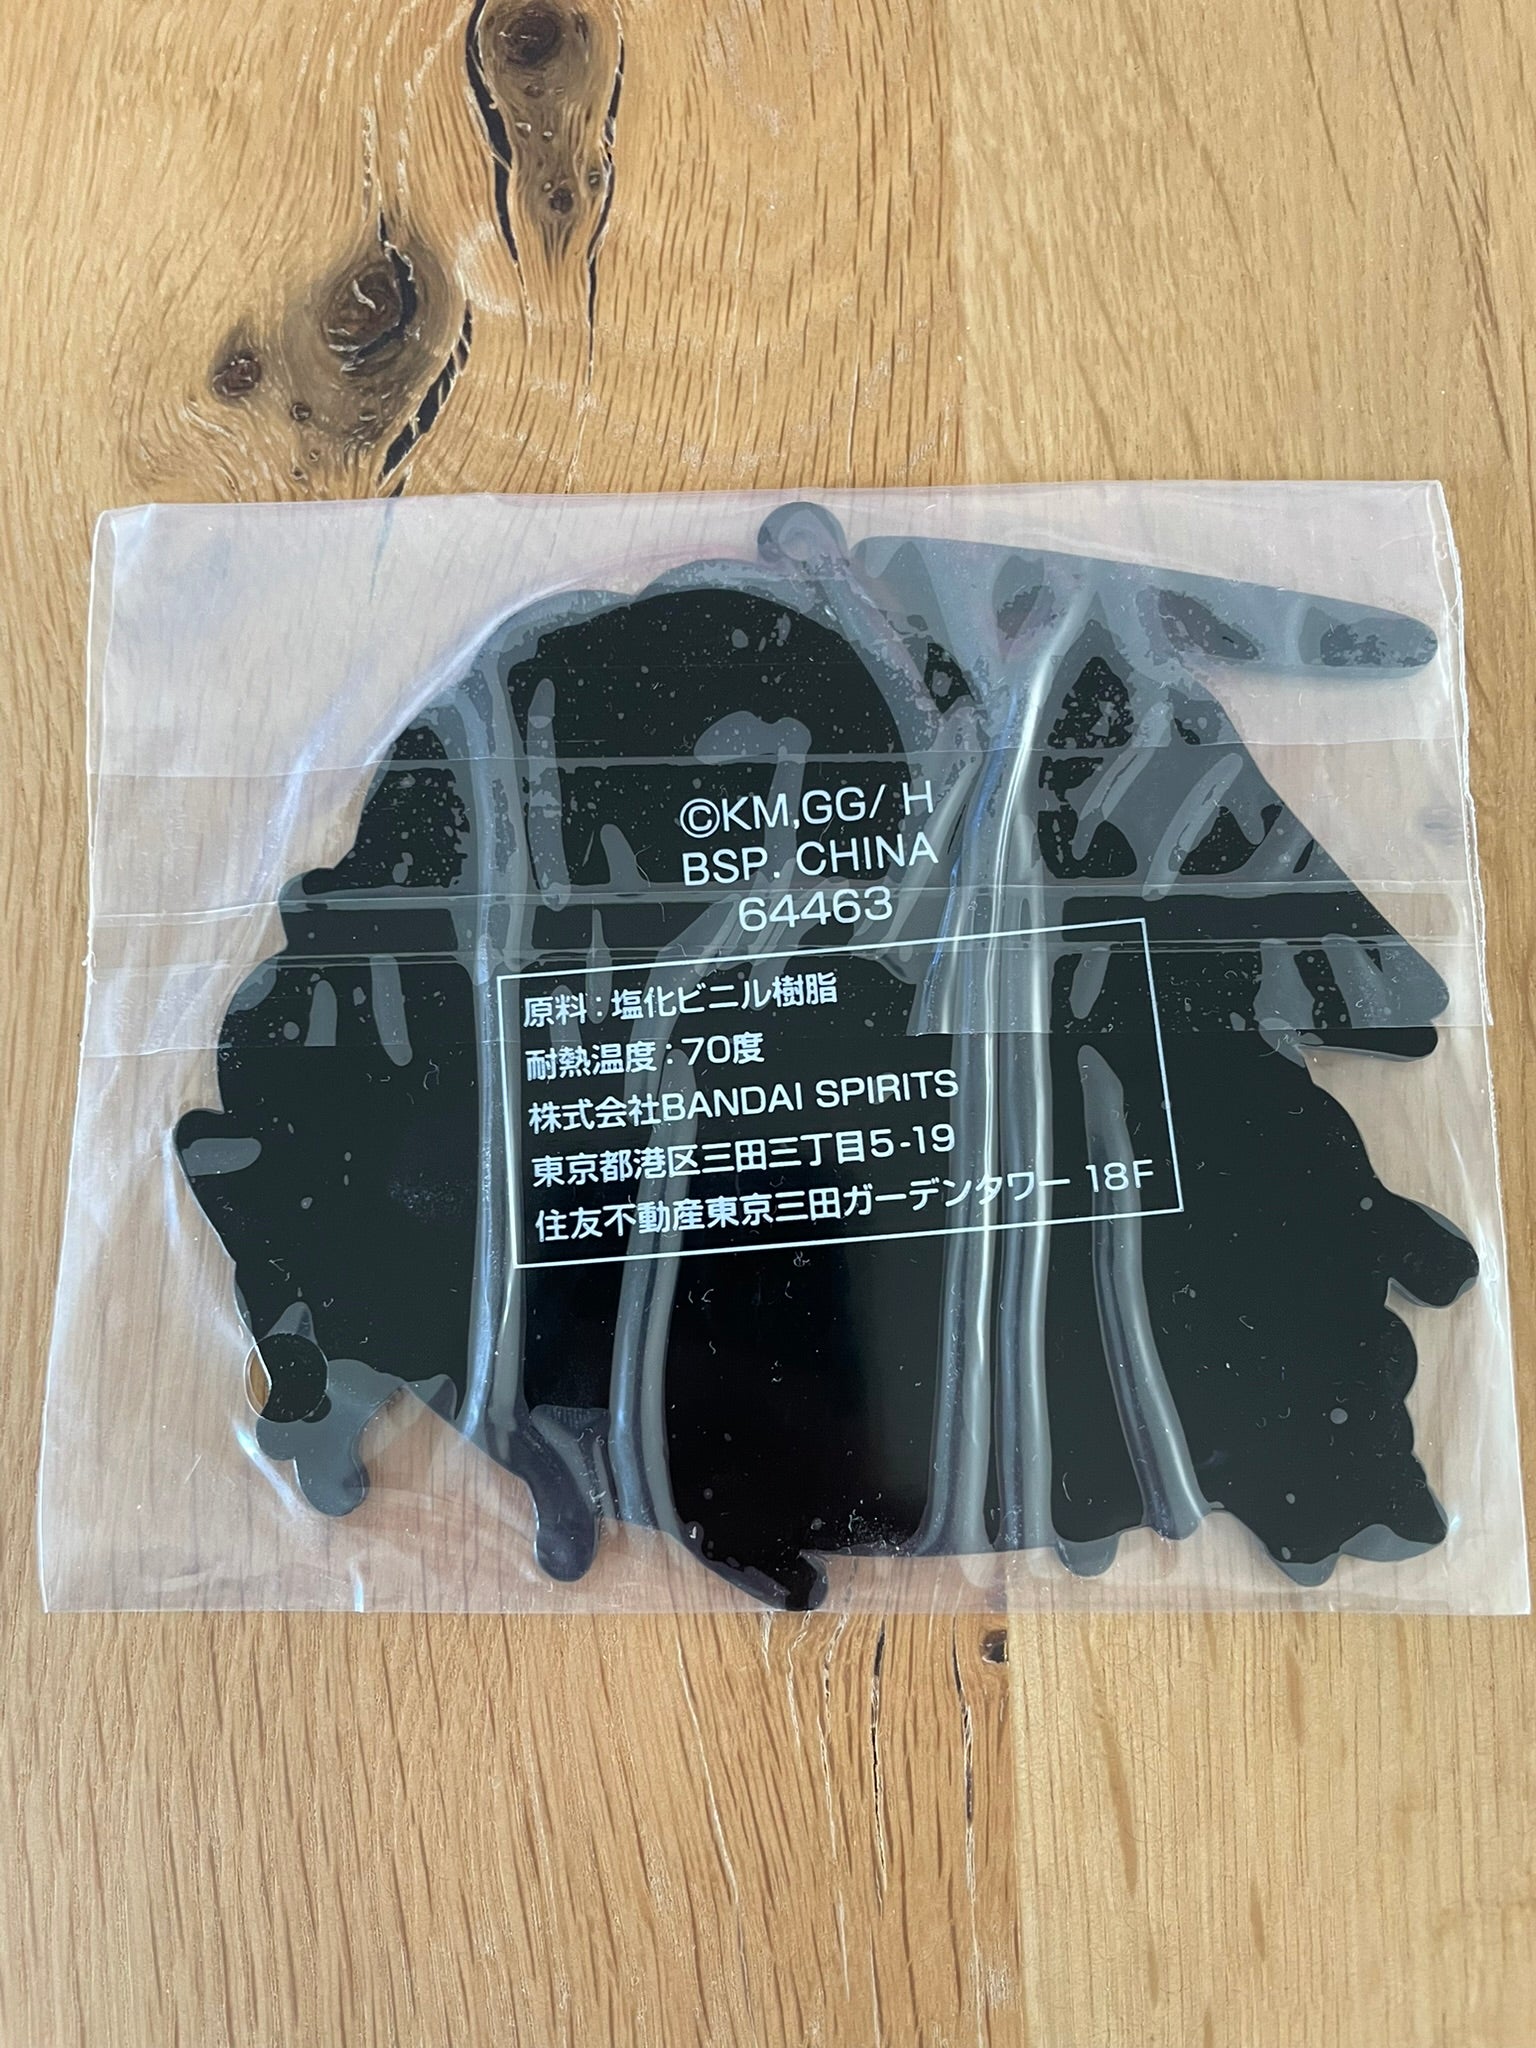 ©KM,GG/ H
BSP. CHINA
64463
原料:塩化ビニル樹脂
耐熱温度:70度
株式会社BANDAI SPIRITS
東京都港区三田三丁目5-19
住友不動産東京三田ガーデンタワー 18F